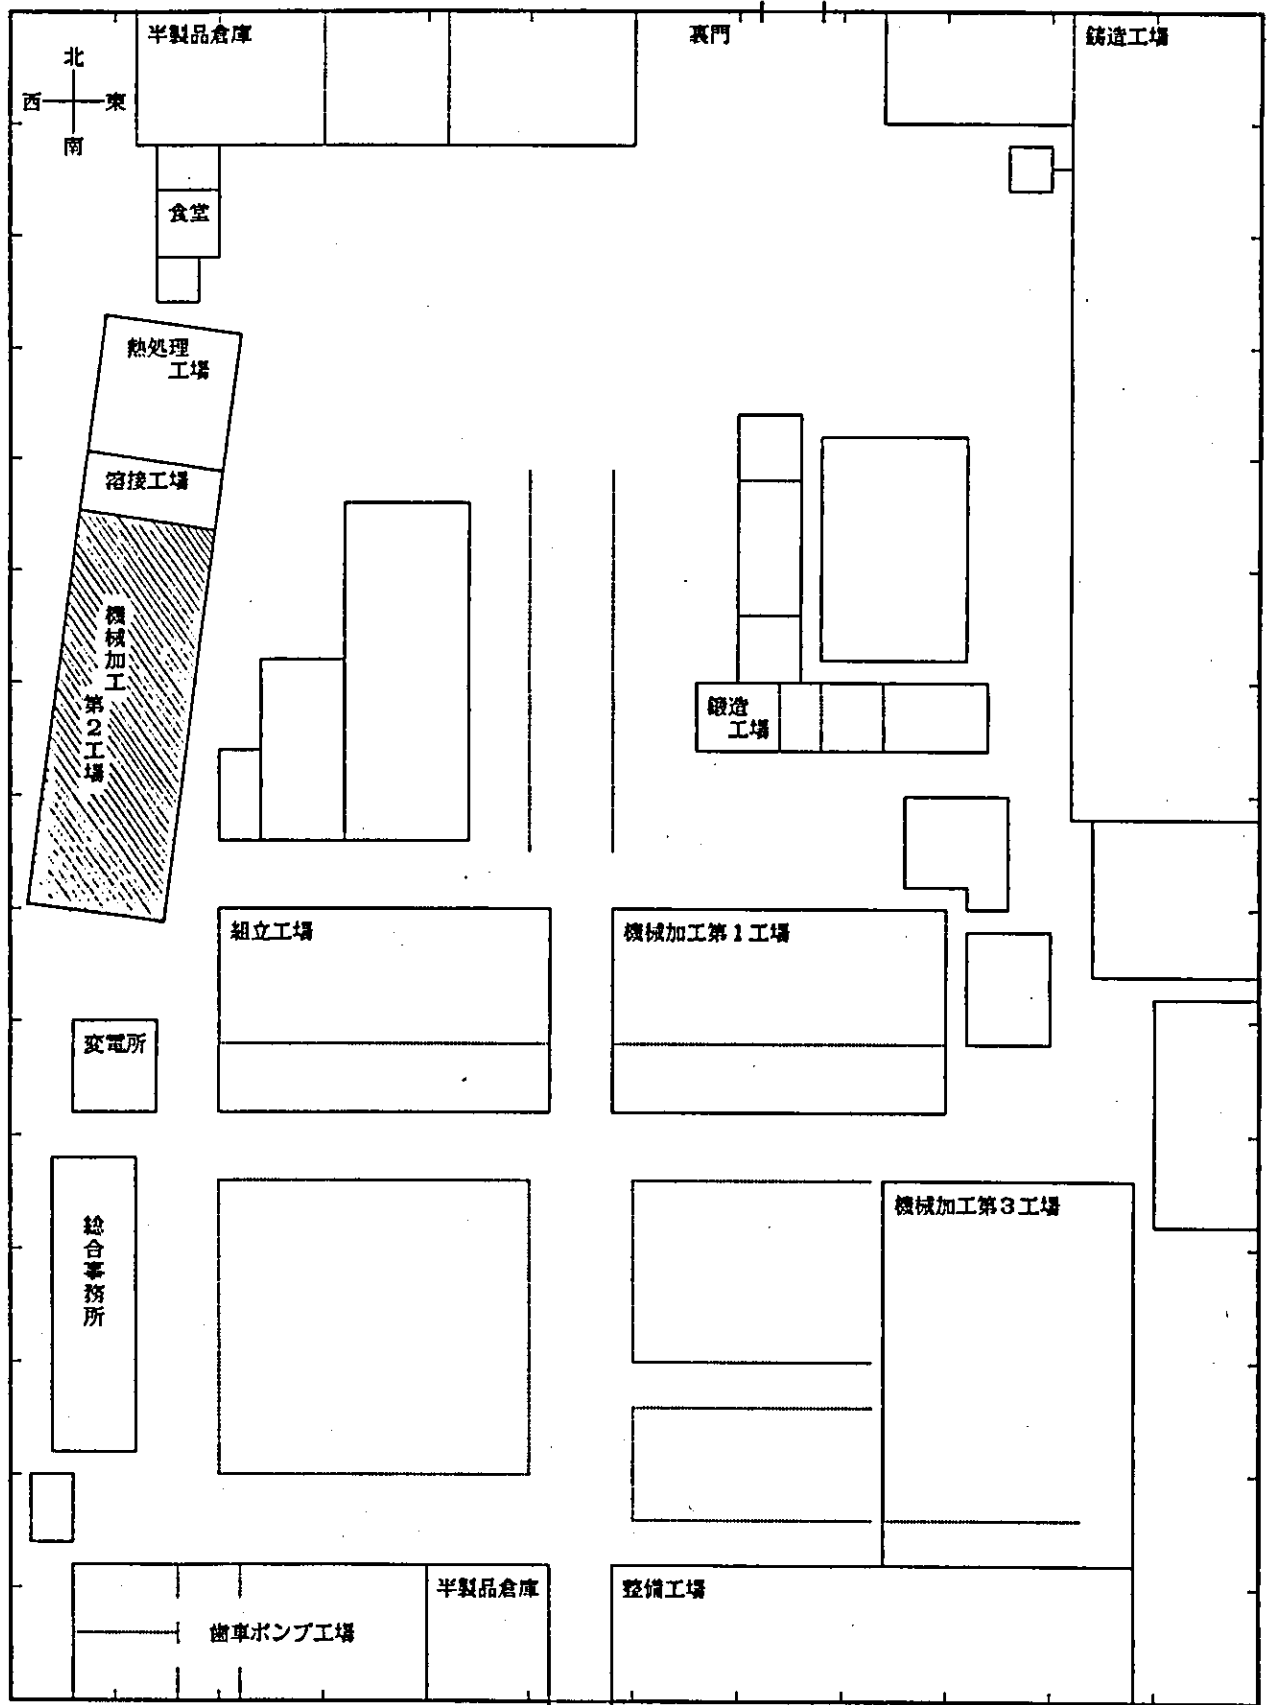 半製品倉庫
裏門
鋳造工場
北
西
東
南
食堂
熱処理
工場
溶接工場
機械加工
第2工場
鍛造
工場
組立工場
機械加工第1工場
変電所
総合事務所
機械加工第3工場
半製品倉庫
整備工場
歯車ポンプ工場